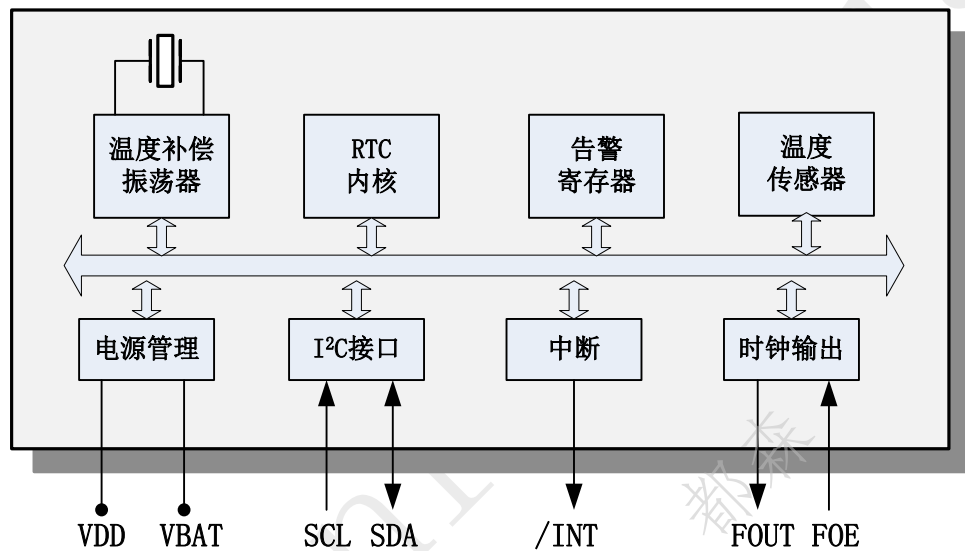 温度补偿
振荡器
RTC
内核
告警
寄存器
温度
传感器
电源管理
I²C接口
中断
时钟输出
VDD
VBAT
SCL
SDA
/INT
FOUT
FOE
都森